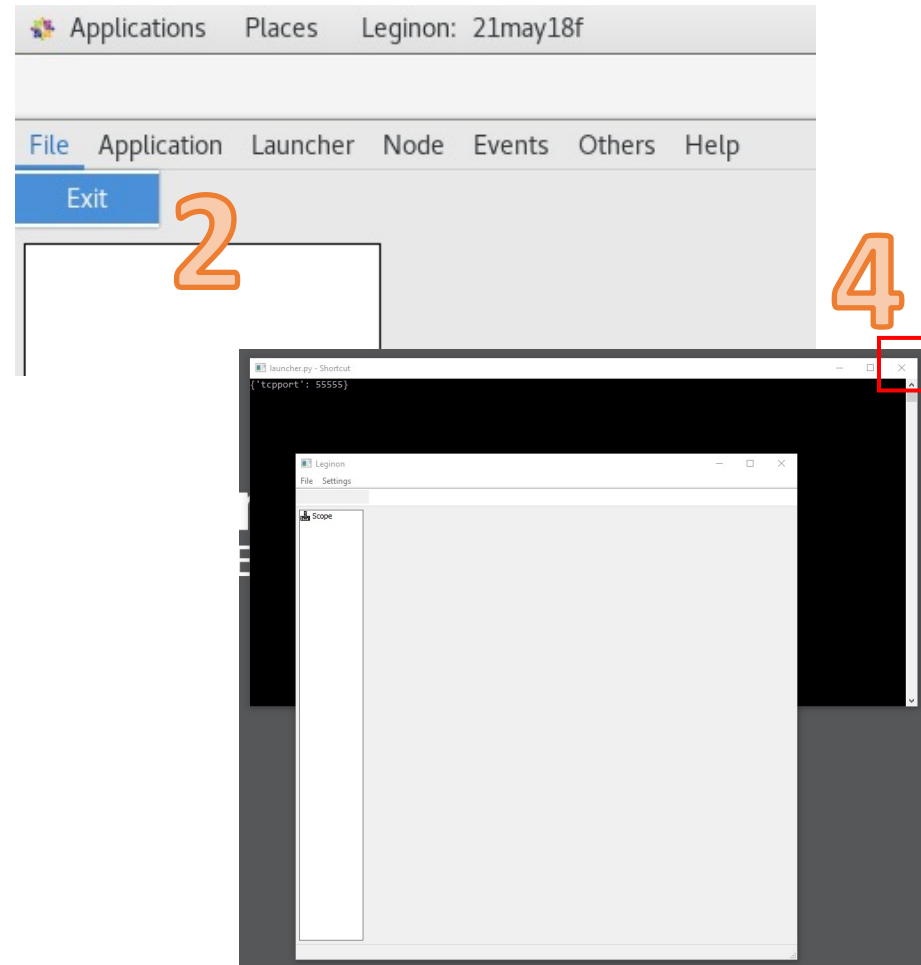 Applications Places Leginon: 21may18f
File Application Launcher Node Events Others Help
Exit
2
4
launcher.py - Shortcut
{'tcpport': 55555}
Leginon
File Settings
Scope